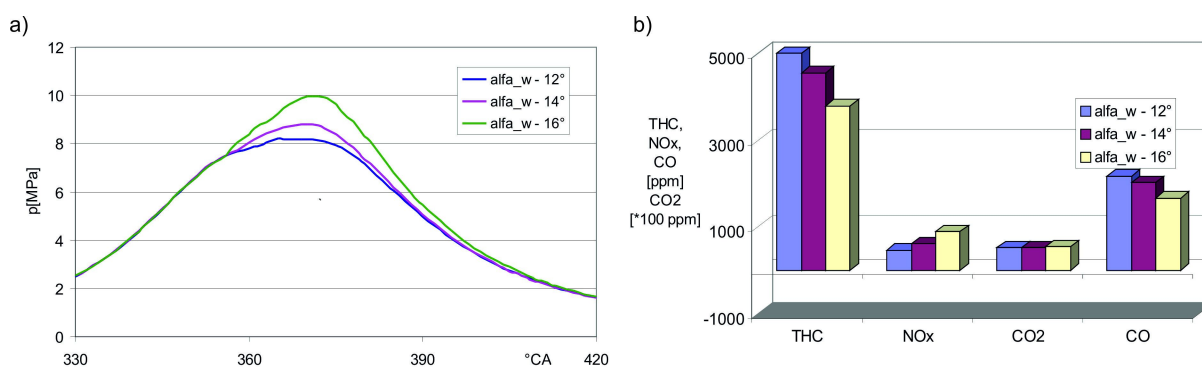 a)
12
10
8
6
4
2
0
p[MPa]
330
360
390
°CA
420
alfa_w - 12°
alfa_w - 14°
alfa_w - 16°
b)
5000
3000
1000
-1000
THC,
NOx,
CO
[ppm]
CO2
[*100 ppm]
THC
NOx
CO2
CO
alfa_w - 12°
alfa_w - 14°
alfa_w - 16°